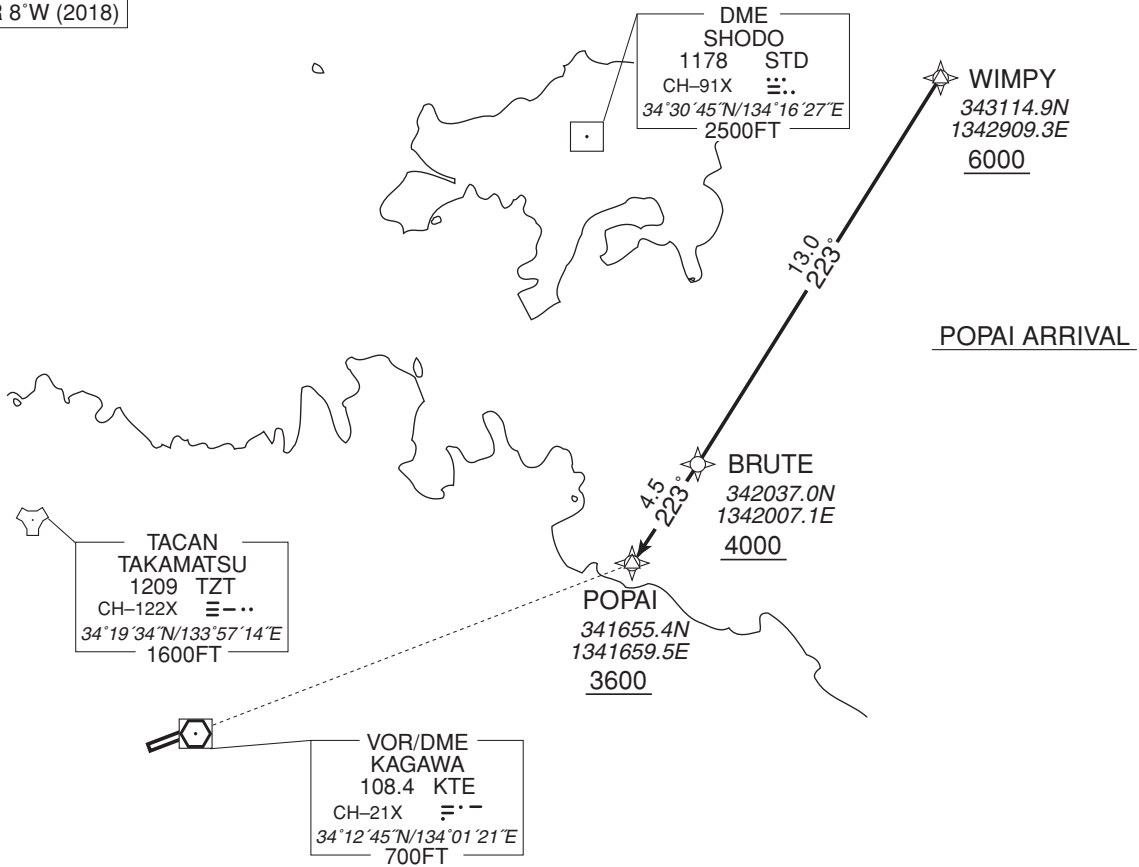 8°W (2018)
DME
SHODO
1178 STD
CH–91X
34°30´45˝N/134°16´27˝E
2500FT
WIMPY
343114.9N
1342909.3E
6000
13.0
223°
POPAI ARRIVAL
BRUTE
342037.0N
1342007.1E
4000
4.5
223°
POPAI
341655.4N
1341659.5E
3600
TACAN
TAKAMATSU
1209 TZT
CH–122X
34°19´34˝N/133°57´14˝E
1600FT
VOR/DME
KAGAWA
108.4 KTE
CH–21X
34°12´45˝N/134°01´21˝E
700FT